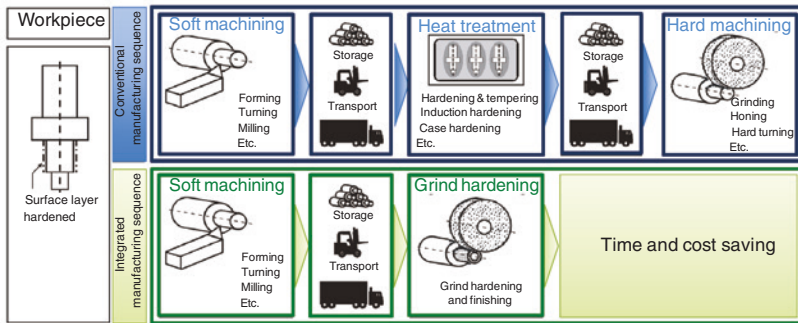 Workpiece
Surface layer
hardened
Conventional
manufacturing sequence
Soft machining
Forming
Turning
Milling
Etc.
Storage
Transport
Heat treatment
Hardening & tempering
Induction hardening
Case hardening
Etc.
Storage
Transport
Hard machining
Grinding
Honing
Hard turning
Etc.
Integrated
manufacturing sequence
Soft machining
Forming
Turning
Milling
Etc.
Storage
Transport
Grind hardening
Grind hardening
and finishing
Time and cost saving